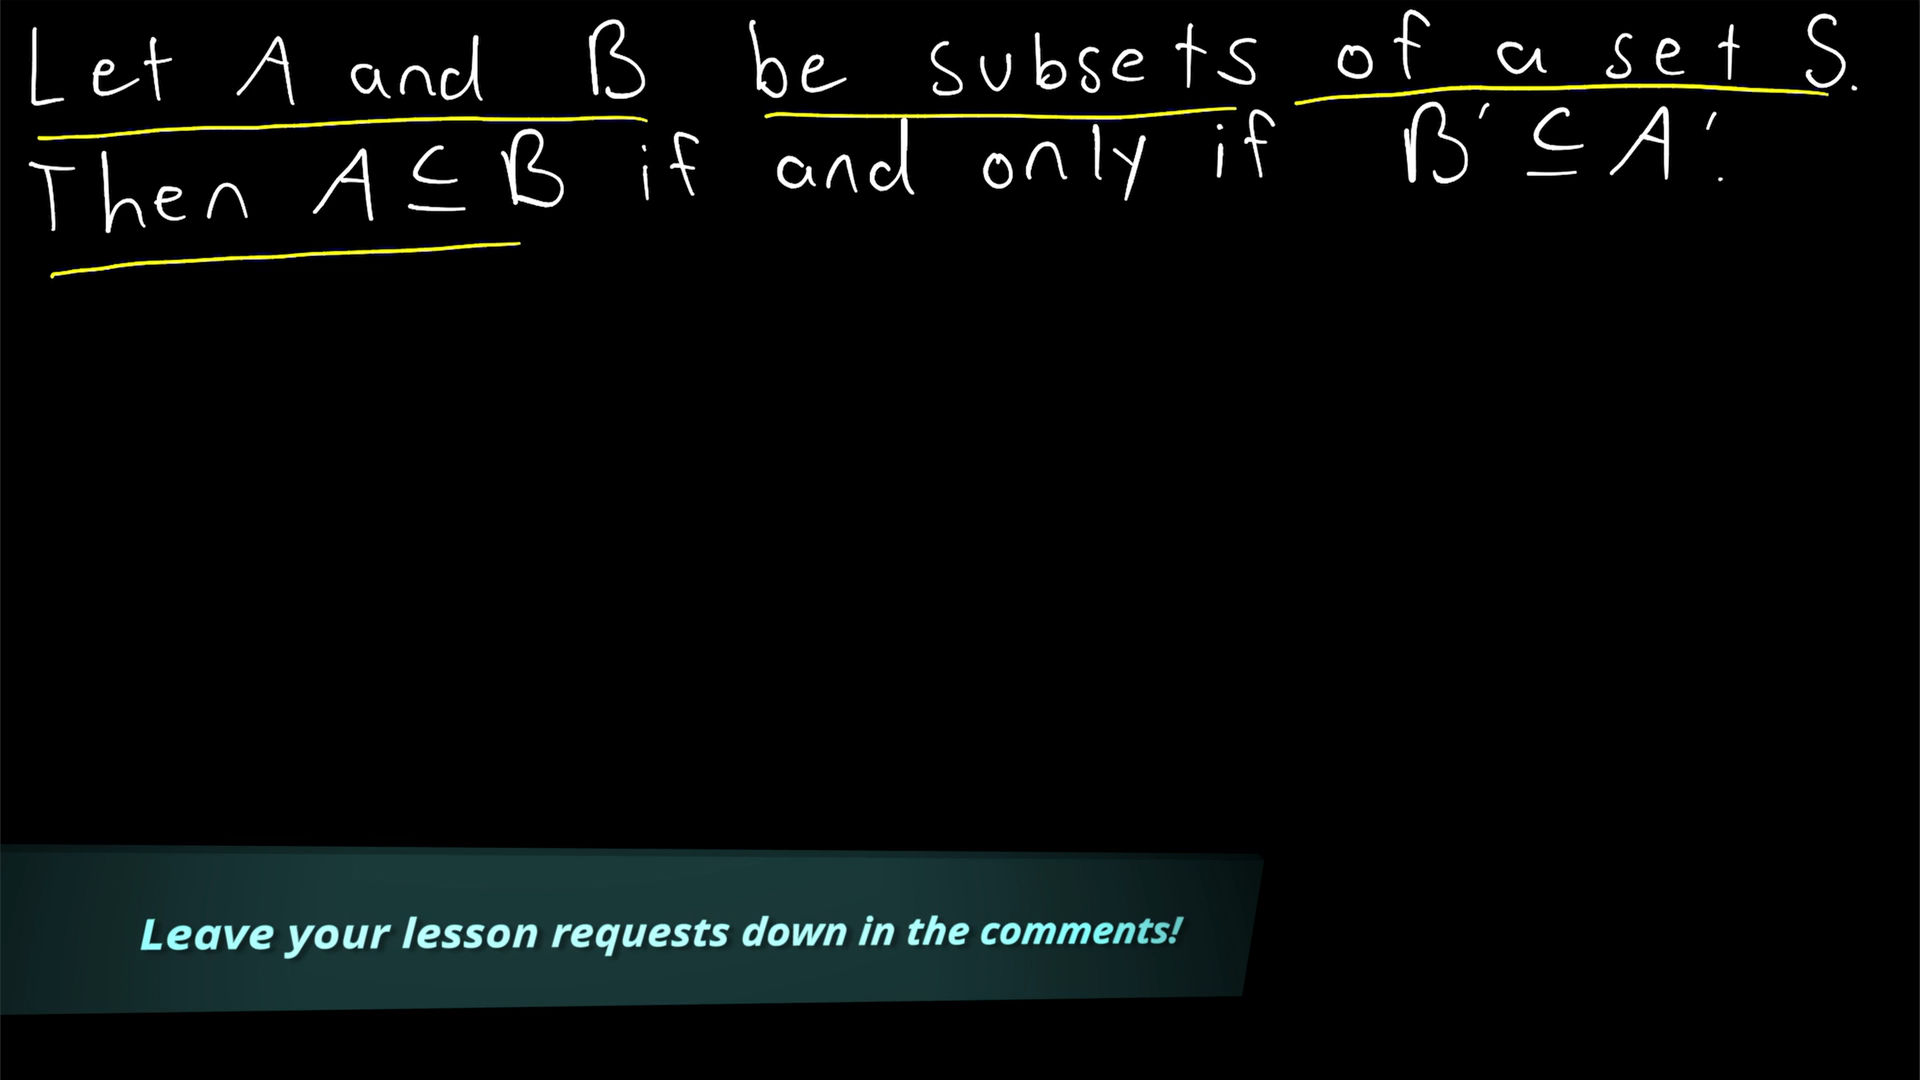 Let A and B be subsets of a set S.
Then A ⊆ B if and only if B′ ⊆ A′.
Leave your lesson requests down in the comments!